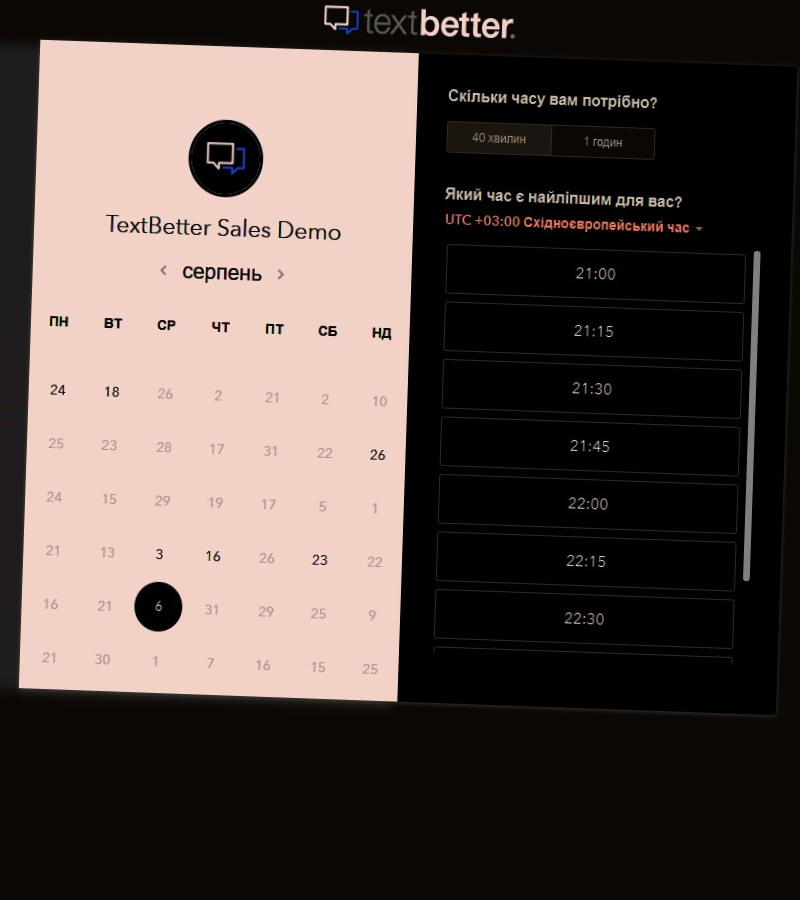 textbetter.
TextBetter Sales Demo
серпень
ПН ВТ СР ЧТ ПТ СБ НД
24 18 26 2 21 2 10
25 23 28 17 31 22 26
24 15 29 19 17 5 1
21 13 3 16 26 23 22
16 21 6 31 29 25 9
21 30 1 7 16 15 25
Скільки часу вам потрібно?
40 хвилин 1 годин
Який час є найліпшим для вас?
UTC +03:00 Східноєвропейський час
21:00
21:15
21:30
21:45
22:00
22:15
22:30